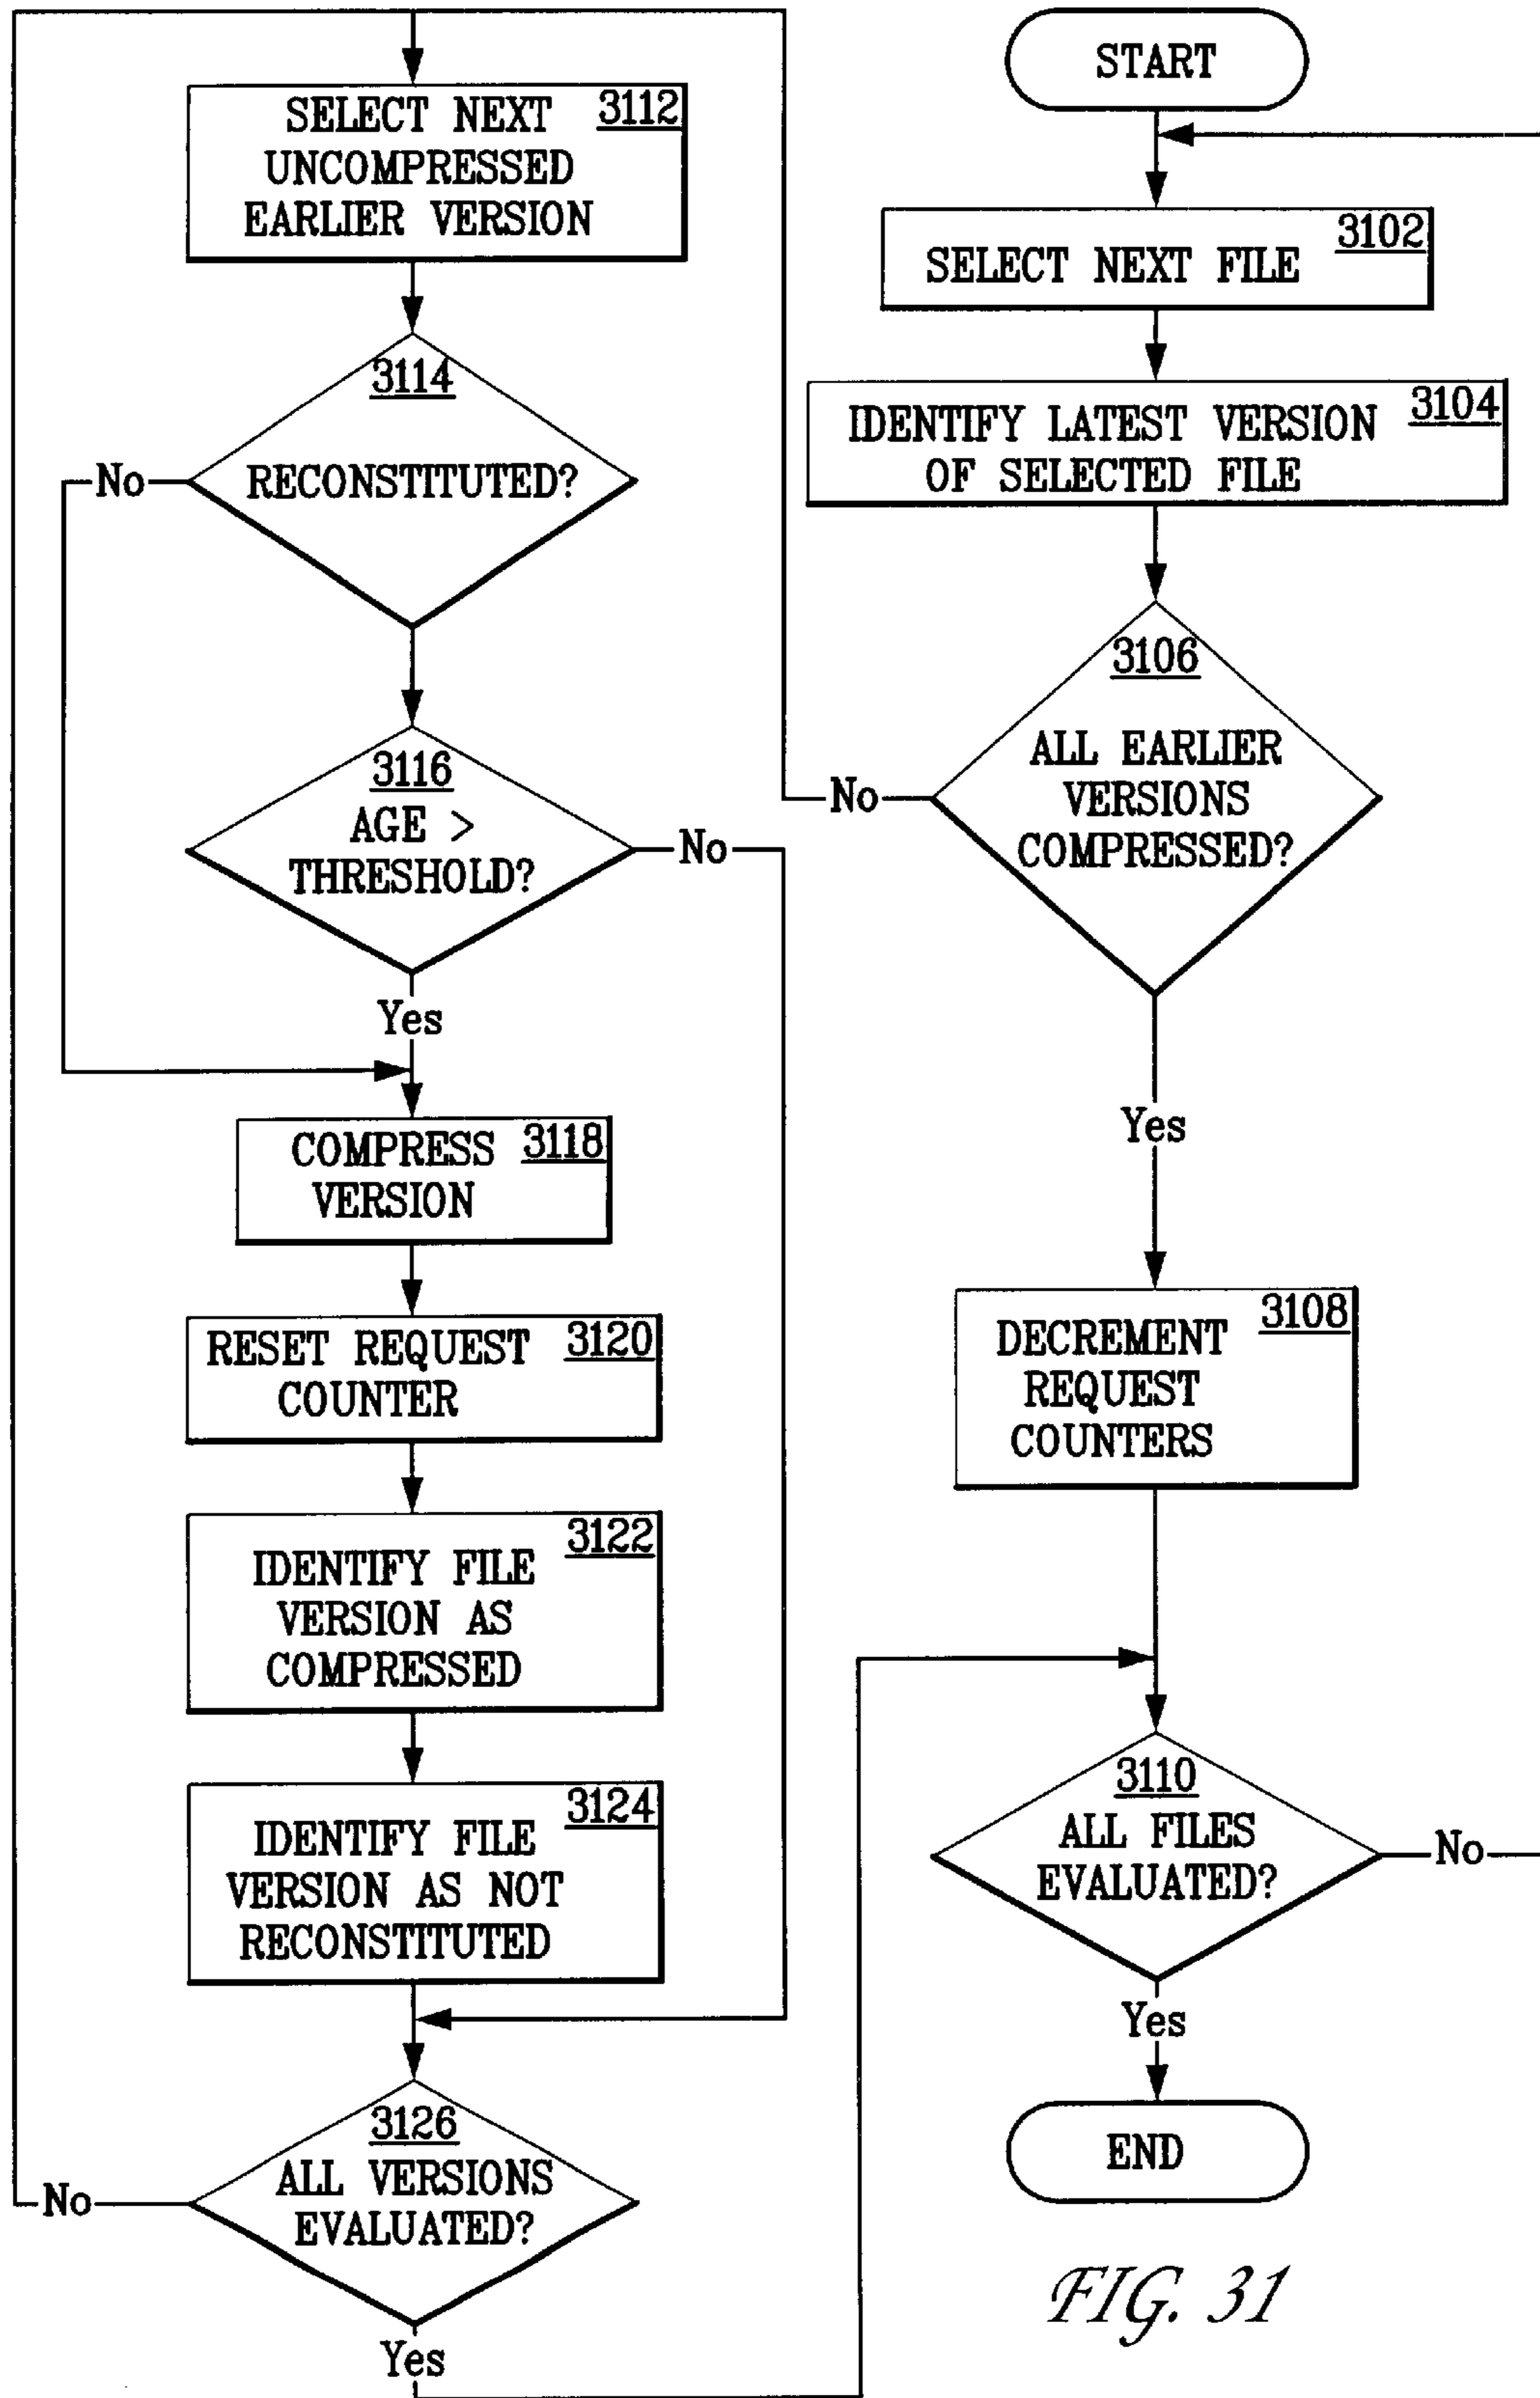 START
3102
SELECT NEXT FILE
3104
IDENTIFY LATEST VERSION
OF SELECTED FILE
3106
ALL EARLIER
VERSIONS
COMPRESSED?
No
Yes
3108
DECREMENT
REQUEST
COUNTERS
3110
ALL FILES
EVALUATED?
No
Yes
END
3112
SELECT NEXT
UNCOMPRESSED
EARLIER VERSION
3114
RECONSTITUTED?
No
3116
AGE >
THRESHOLD?
No
Yes
3118
COMPRESS
VERSION
3120
RESET REQUEST
COUNTER
3122
IDENTIFY FILE
VERSION AS
COMPRESSED
3124
IDENTIFY FILE
VERSION AS NOT
RECONSTITUTED
3126
ALL VERSIONS
EVALUATED?
No
Yes
FIG. 31